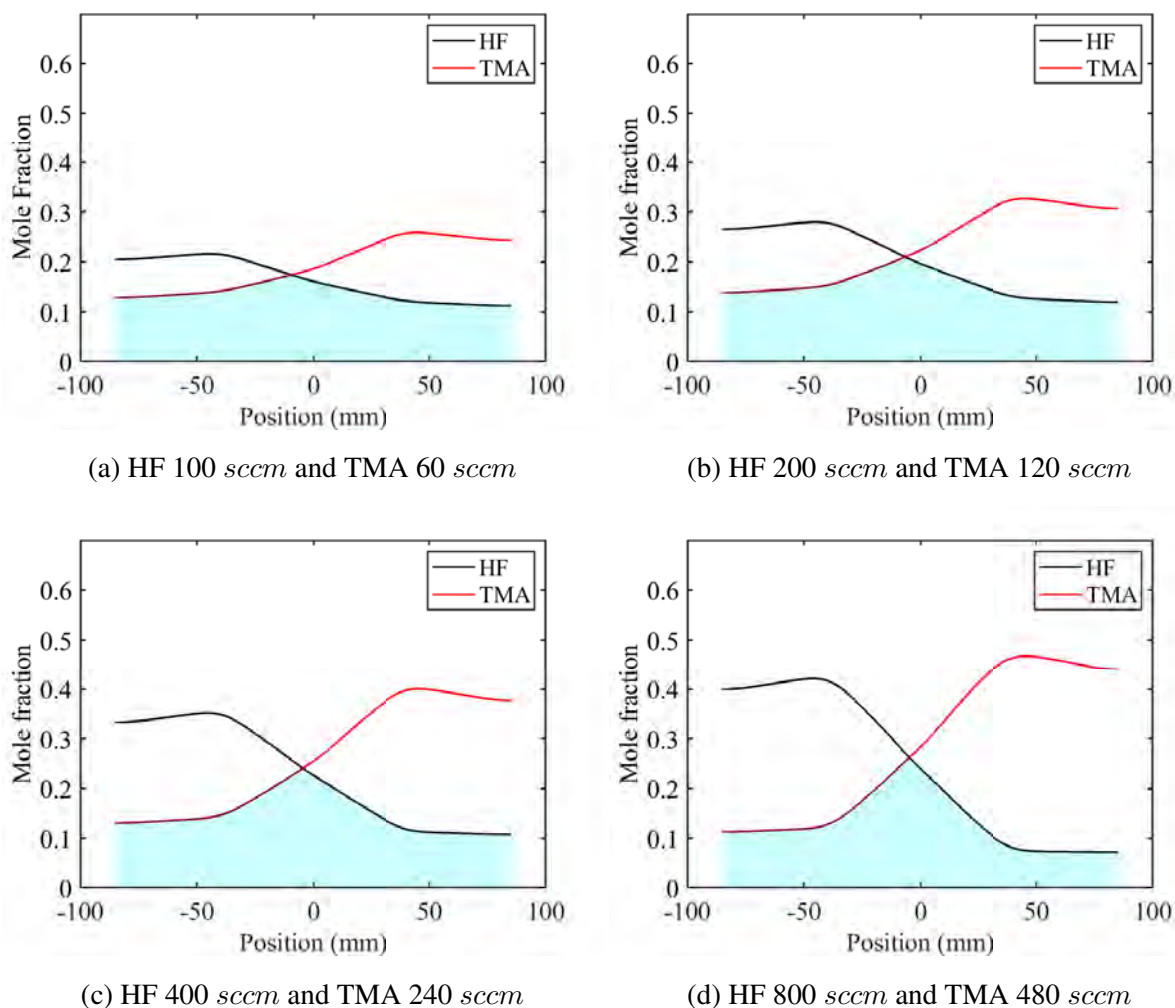 HF
TMA
0.6
0.5
0.4
0.3
0.2
0.1
0
Mole Fraction
-100 -50 0 50 100
Position (mm)
(a) HF 100 sccm and TMA 60 sccm
HF
TMA
0.6
0.5
0.4
0.3
0.2
0.1
0
Mole fraction
-100 -50 0 50 100
Position (mm)
(b) HF 200 sccm and TMA 120 sccm
HF
TMA
0.6
0.5
0.4
0.3
0.2
0.1
0
Mole fraction
-100 -50 0 50 100
Position (mm)
(c) HF 400 sccm and TMA 240 sccm
HF
TMA
0.6
0.5
0.4
0.3
0.2
0.1
0
Mole fraction
-100 -50 0 50 100
Position (mm)
(d) HF 800 sccm and TMA 480 sccm